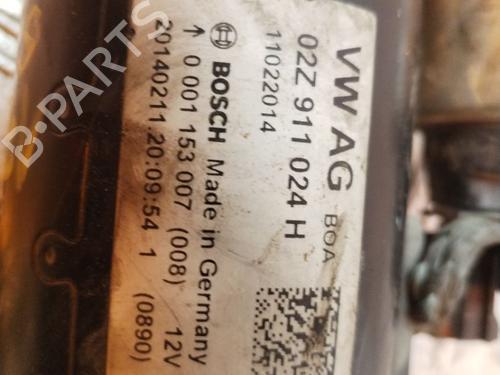 VW AG
02Z 911 024 H BOA
11022014
BOSCH Made in Germany
0 001 153 007 (008) 12V
20140211.20:09:54 1 (0890)
B-PARTS